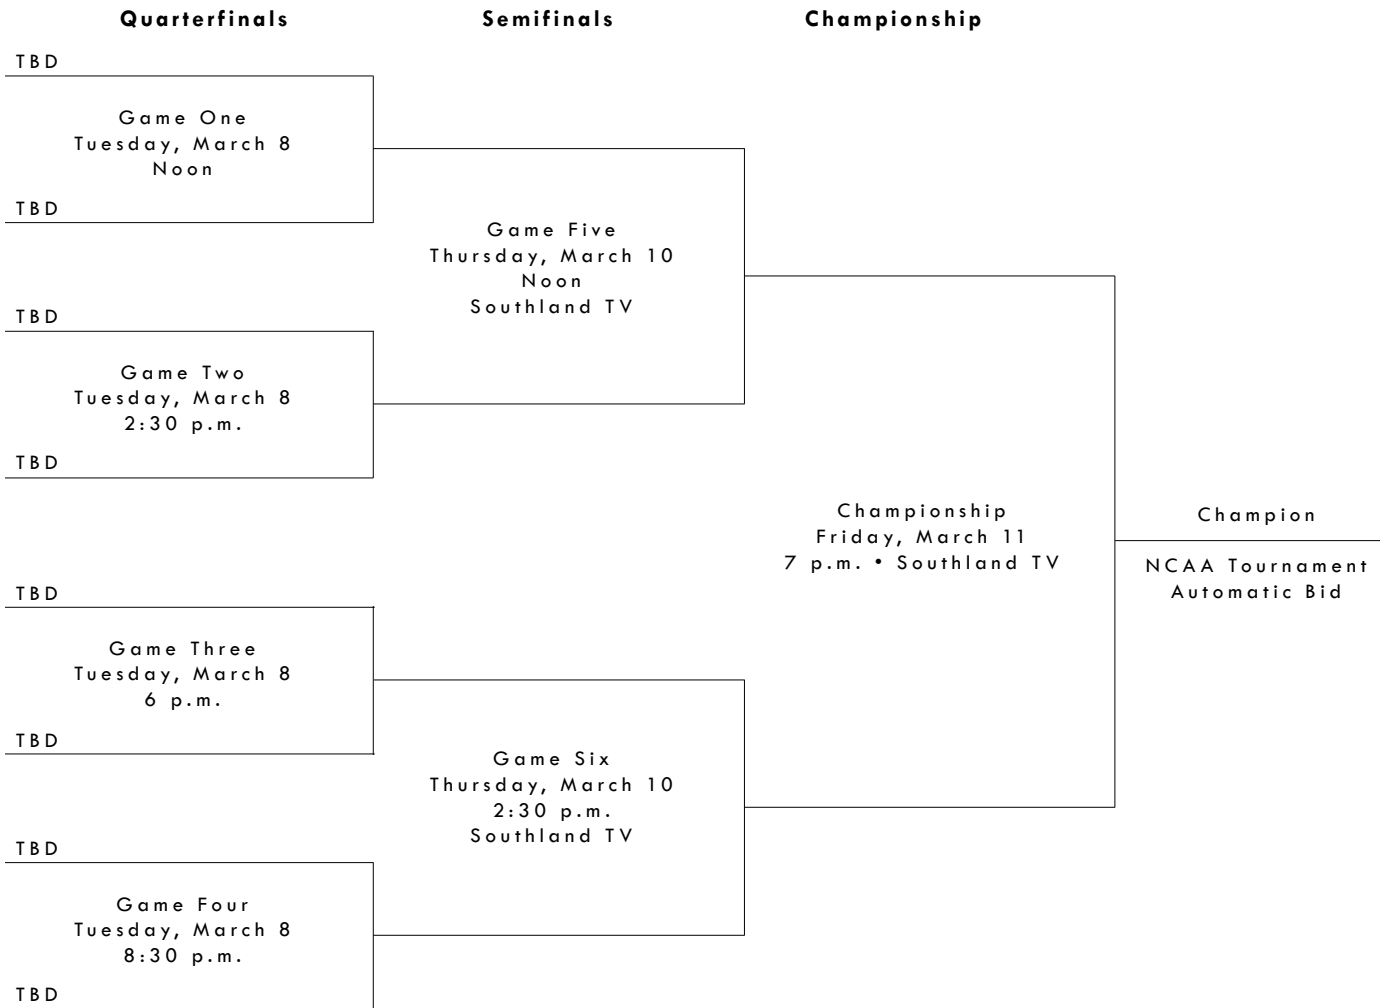 Quarterfinals
Semifinals
Championship
TBD
Game One
Tuesday, March 8
Noon
TBD
TBD
Game Two
Tuesday, March 8
2:30 p.m.
TBD
TBD
Game Three
Tuesday, March 8
6 p.m.
TBD
TBD
Game Four
Tuesday, March 8
8:30 p.m.
TBD
Game Five
Thursday, March 10
Noon
Southland TV
Game Six
Thursday, March 10
2:30 p.m.
Southland TV
Championship
Friday, March 11
7 p.m. • Southland TV
Champion
NCAA Tournament
Automatic Bid